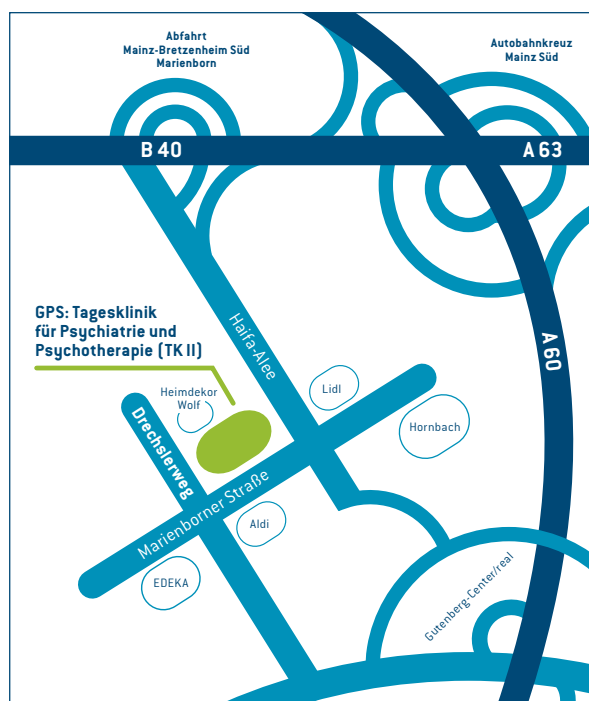 Abfahrt
Mainz-Bretzenheim Süd
Marienborn
Autobahnkreuz
Mainz Süd
B 40
A 63
GPS: Tagesklinik
für Psychiatrie und
Psychotherapie (TK II)
Haifa-Alee
A 60
Heimdekor
Wolf
Lidl
Hornbach
Drechslerweg
Marienborner Straße
Aldi
EDEKA
Gutenberg-Center/real